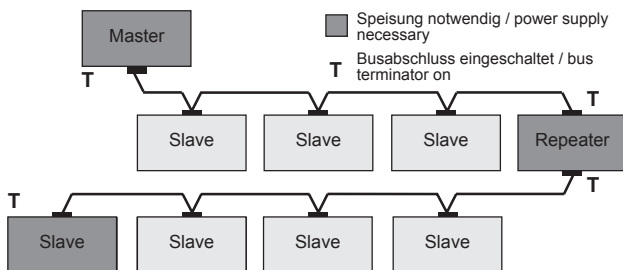 Master
Speisung notwendig / power supply
necessary
T
Busabschluss eingeschaltet / bus
terminator on
T
T
Slave
Slave
Slave
Repeater
T
T
Slave
Slave
Slave
Slave